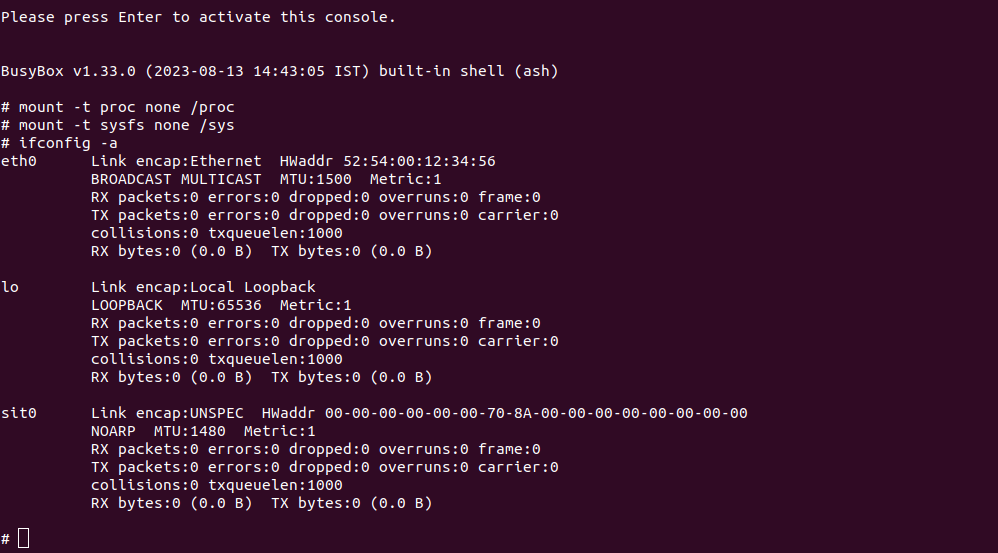 Please press Enter to activate this console.
BusyBox v1.33.0 (2023-08-13 14:43:05 IST) built-in shell (ash)
# mount -t proc none /proc
# mount -t sysfs none /sys
# ifconfig -a
eth0      Link encap:Ethernet  HWaddr 52:54:00:12:34:56
          BROADCAST MULTICAST  MTU:1500  Metric:1
          RX packets:0 errors:0 dropped:0 overruns:0 frame:0
          TX packets:0 errors:0 dropped:0 overruns:0 carrier:0
          collisions:0 txqueuelen:1000
          RX bytes:0 (0.0 B)  TX bytes:0 (0.0 B)
lo        Link encap:Local Loopback
          LOOPBACK  MTU:65536  Metric:1
          RX packets:0 errors:0 dropped:0 overruns:0 frame:0
          TX packets:0 errors:0 dropped:0 overruns:0 carrier:0
          collisions:0 txqueuelen:1000
          RX bytes:0 (0.0 B)  TX bytes:0 (0.0 B)
sit0      Link encap:UNSPEC  HWaddr 00-00-00-00-00-00-70-8A-00-00-00-00-00-00-00-00
          NOARP  MTU:1480  Metric:1
          RX packets:0 errors:0 dropped:0 overruns:0 frame:0
          TX packets:0 errors:0 dropped:0 overruns:0 carrier:0
          collisions:0 txqueuelen:1000
          RX bytes:0 (0.0 B)  TX bytes:0 (0.0 B)
#